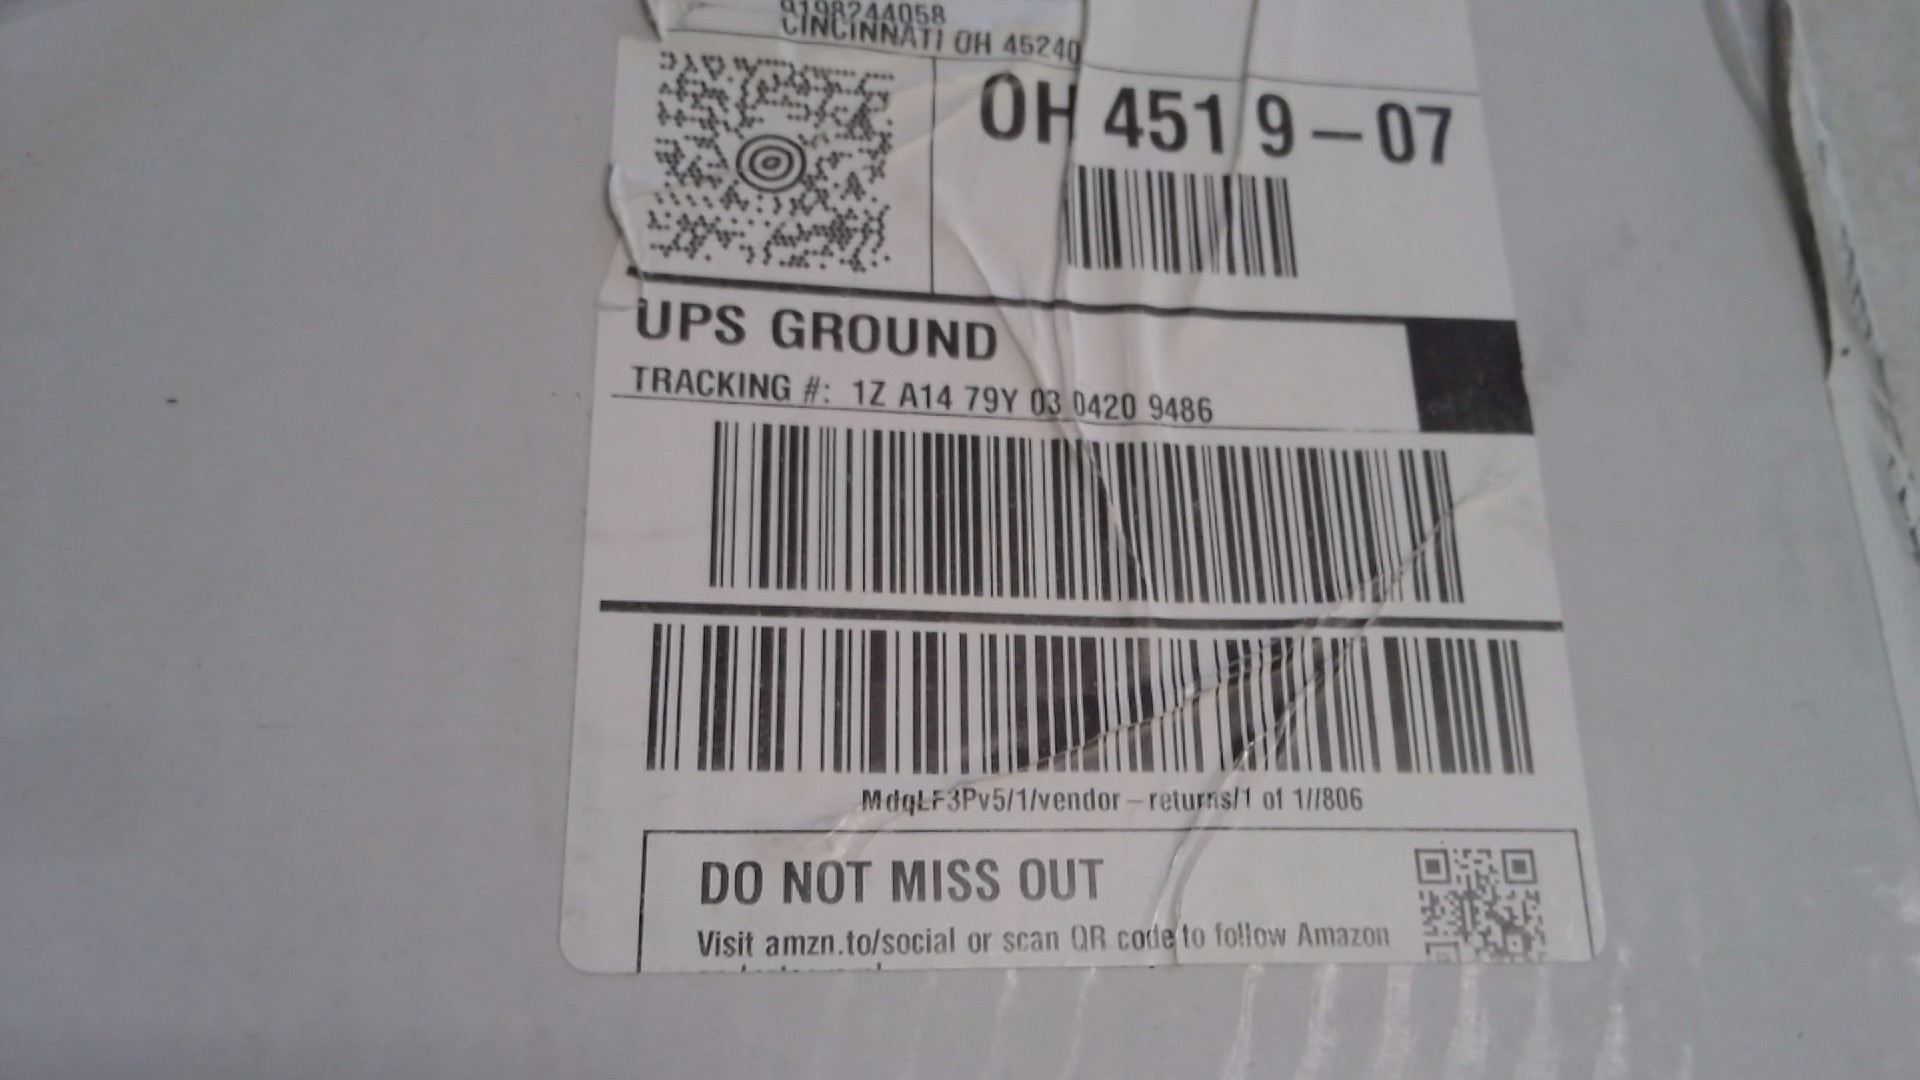 9198244058
CINCINNATI OH 45240
OH 451 9-07
UPS GROUND
TRACKING #: 1Z A14 79Y 03 0420 9486
MdqLF3Pv5/1/vendor-returns/1 of 1//806
DO NOT MISS OUT
Visit amzn.to/social or scan QR code to follow Amazon